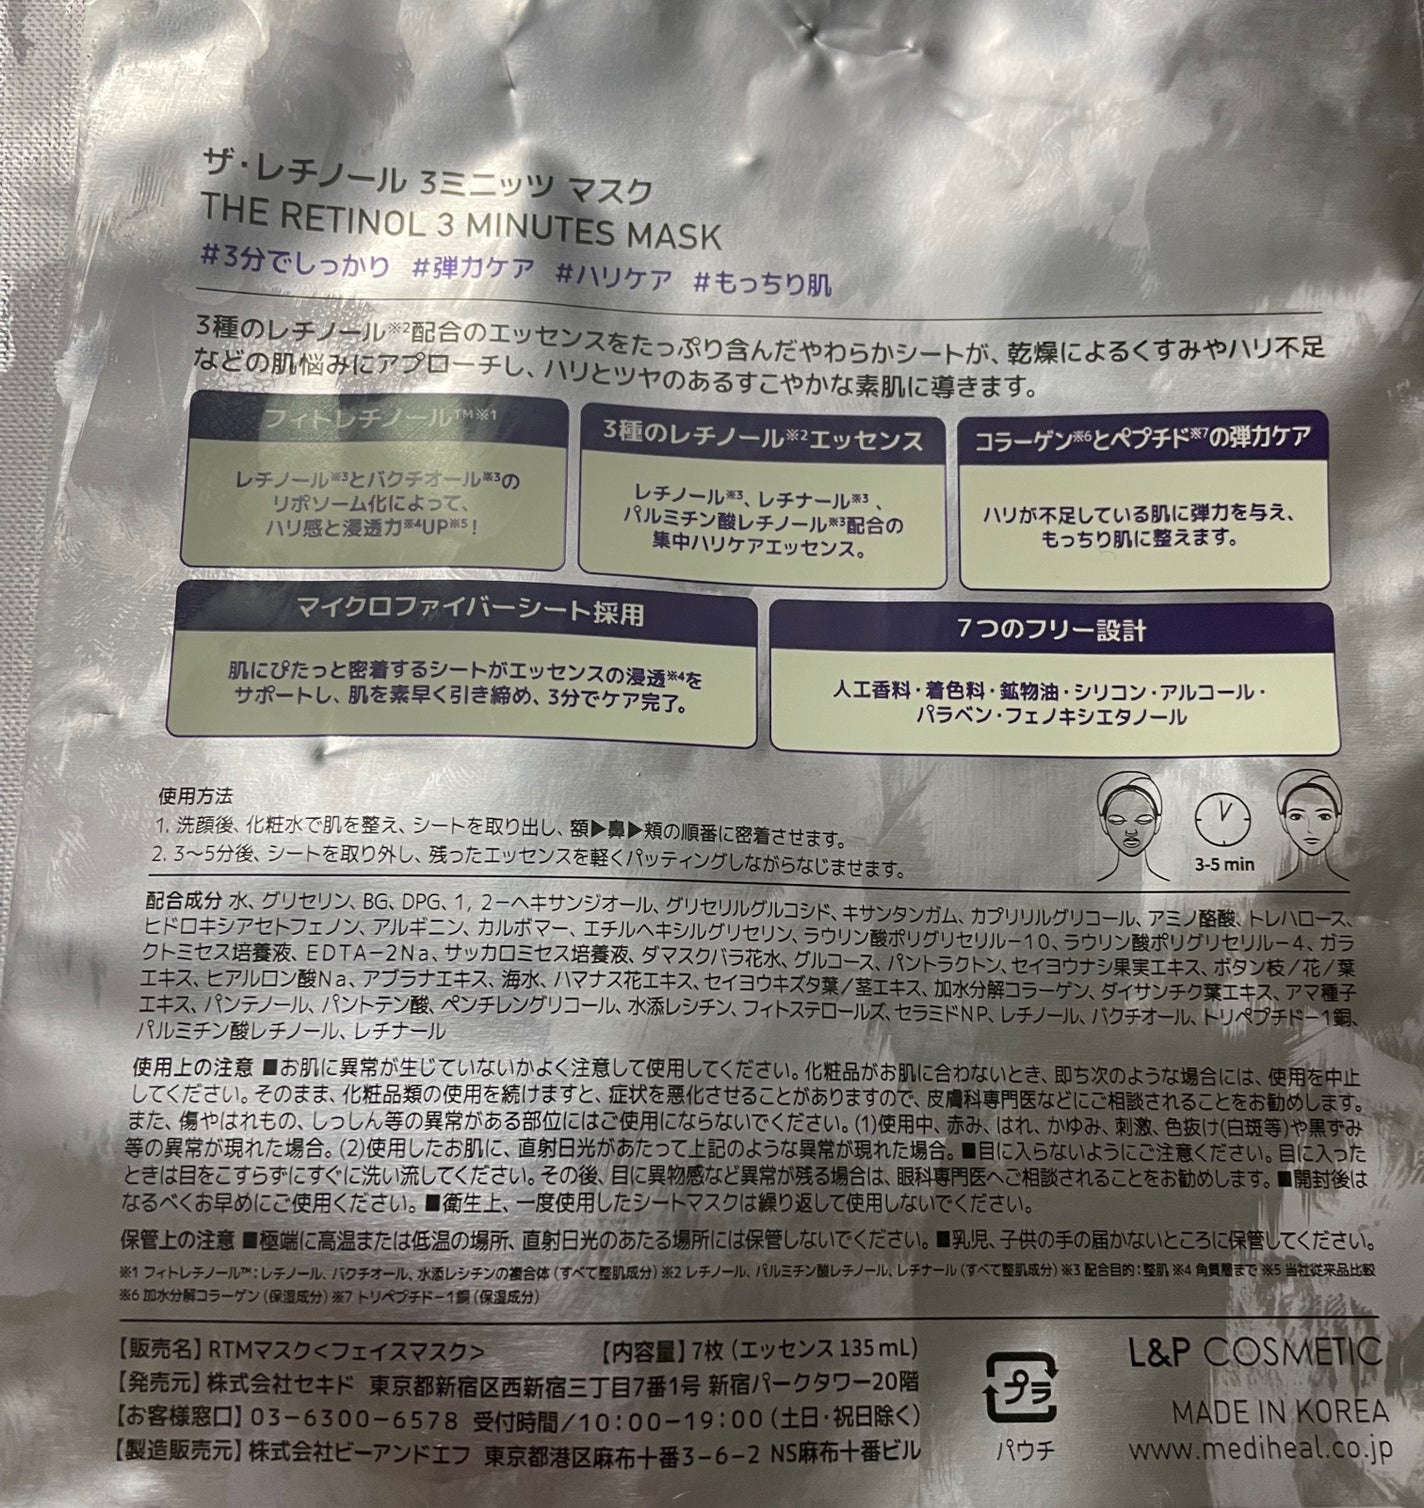 ザ・レチノール 3ミニッツ マスク
THE RETINOL 3 MINUTES MASK
#3分でしっかり #弾力ケア #ハリケア #もっちり肌
3種のレチノール※2配合のエッセンスをたっぷり含んだやわらかシートが、乾燥によるくすみやハリ不足
などの肌悩みにアプローチし、ハリとツヤのあるすこやかな素肌に導きます。
フィトレチノール™※1
レチノール※3とバクチオール※3の
リポソーム化によって、
ハリ感と浸透力※4UP※5!
3種のレチノール※2エッセンス
レチノール※3、レチナール※3、
パルミチン酸レチノール※3配合の
集中ハリケアエッセンス。
コラーゲン※6とペプチド※7の弾力ケア
ハリが不足している肌に弾力を与え、
もっちり肌に整えます。
マイクロファイバーシート採用
肌にぴたっと密着するシートがエッセンスの浸透※4を
サポートし、肌を素早く引き締め、3分でケア完了。
7つのフリー設計
人工香料・着色料・鉱物油・シリコン・アルコール・
パラベン・フェノキシエタノール
使用方法
1. 洗顔後、化粧水で肌を整え、シートを取り出し、額▶鼻▶頬の順番に密着させます。
2. 3～5分後、シートを取り外し、残ったエッセンスを軽くパッティングしながらなじませます。
3-5 min
配合成分 水、グリセリン、BG、DPG、1，2－ヘキサンジオール、グリセリルグルコシド、キサンタンガム、カプリリルグリコール、アミノ酪酸、トレハロース、
ヒドロキシアセトフェノン、アルギニン、カルボマー、エチルヘキシルグリセリン、ラウリン酸ポリグリセリル－10、ラウリン酸ポリグリセリル－4、ガラ
クトミセス培養液、EDTA－2Na、サッカロミセス培養液、ダマスクバラ花水、グルコース、パントラクトン、セイヨウナシ果実エキス、ボタン枝／花／葉
エキス、ヒアルロン酸Na、アブラナエキス、海水、ハマナス花エキス、セイヨウキズタ葉／茎エキス、加水分解コラーゲン、ダイサンチク葉エキス、アマ種子
エキス、パンテノール、パントテン酸、ペンチレングリコール、水添レシチン、フィトステロールズ、セラミドNP、レチノール、バクチオール、トリペプチド－1銅、
パルミチン酸レチノール、レチナール
使用上の注意 ■お肌に異常が生じていないかよく注意して使用してください。化粧品がお肌に合わないとき、即ち次のような場合には、使用を中止
してください。そのまま、化粧品類の使用を続けますと、症状を悪化させることがありますので、皮膚科専門医などにご相談されることをお勧めします。
また、傷やはれもの、しっしん等の異常がある部位にはご使用にならないでください。(1)使用中、赤み、はれ、かゆみ、刺激、色抜け(白斑等)や黒ずみ
等の異常が現れた場合。(2)使用したお肌に、直射日光があたって上記のような異常が現れた場合。■目に入らないようにご注意ください。目に入った
ときは目をこすらずにすぐに洗い流してください。その後、目に異物感など異常が残る場合は、眼科専門医へご相談されることをお勧めします。■開封後は
なるべくお早めにご使用ください。■衛生上、一度使用したシートマスクは繰り返して使用しないでください。
保管上の注意 ■極端に高温または低温の場所、直射日光のあたる場所には保管しないでください。■乳児、子供の手の届かないところに保管してください。
※1 フィトレチノール™：レチノール、バクチオール、水添レシチンの複合体（すべて整肌成分）※2 レチノール、パルミチン酸レチノール、レチナール（すべて整肌成分）※3 配合目的：整肌 ※4 角質層まで ※5 当社従来品比較
※6 加水分解コラーゲン（保湿成分）※7 トリペプチド－1銅（保湿成分）
【販売名】RTMマスク＜フェイスマスク＞ 【内容量】7枚（エッセンス 135 mL）
【発売元】株式会社セキド 東京都新宿区西新宿三丁目7番1号 新宿パークタワー20階
【お客様窓口】03－6300－6578 受付時間／10：00－19：00（土日・祝日除く）
【製造販売元】株式会社ビーアンドエフ 東京都港区麻布十番3－6－2 NS麻布十番ビル
プラ
パウチ
L&P COSMETIC
MADE IN KOREA
www.mediheal.co.jp